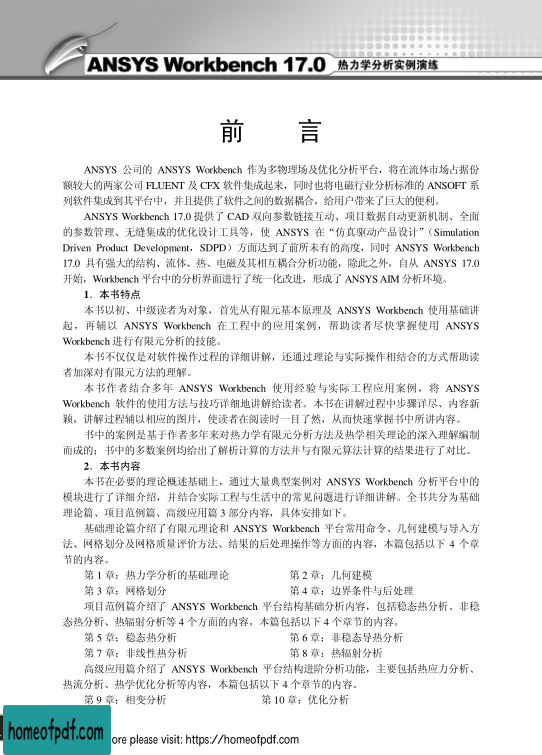 ANSYS Workbench 17.0 热力学分析实例演练
前 言
ANSYS 公司的 ANSYS Workbench 作为多物理场及优化分析平台，将在流体市场占据份
额较大的两家公司 FLUENT 及 CFX 软件集成起来，同时也将电磁行业分析标准的 ANSOFT 系
列软件集成到其平台中，并且提供了软件之间的数据耦合，给用户带来了巨大的便利。
ANSYS Workbench 17.0 提供了 CAD 双向参数链接互动、项目数据自动更新机制、全面
的参数管理、无缝集成的优化设计工具等，使 ANSYS 在“仿真驱动产品设计”（Simulation
Driven Product Development，SDPD）方面达到了前所未有的高度，同时 ANSYS Workbench
17.0 具有强大的结构、流体、热、电磁及其相互耦合分析功能，除此之外，自从 ANSYS 17.0
开始，Workbench 平台中的分析界面进行了统一化改进，形成了 ANSYS AIM 分析环境。
1．本书特点
本书以初、中级读者为对象，首先从有限元基本原理及 ANSYS Workbench 使用基础讲
起，再辅以 ANSYS Workbench 在工程中的应用案例，帮助读者尽快掌握使用 ANSYS
Workbench 进行有限元分析的技能。
本书不仅仅是对软件操作过程的详细讲解，还通过理论与实际操作相结合的方式帮助读
者加深对有限元方法的理解。
本书作者结合多年 ANSYS Workbench 使用经验与实际工程应用案例，将 ANSYS
Workbench 软件的使用方法与技巧详细地讲解给读者。本书在讲解过程中步骤详尽、内容新
颖，讲解过程辅以相应的图片，使读者在阅读时一目了然，从而快速掌握书中所讲内容。
书中的案例是基于作者多年来对热力学有限元分析方法及热学相关理论的深入理解编制
而成的；书中的多数案例均给出了解析计算的方法并与有限元算法计算的结果进行了对比。
2．本书内容
本书在必要的理论概述基础上，通过大量典型案例对 ANSYS Workbench 分析平台中的
模块进行了详细介绍，并结合实际工程与生活中的常见问题进行详细讲解。全书共分为基础
理论篇、项目范例篇、高级应用篇 3 部分内容，具体安排如下。
基础理论篇介绍了有限元理论和 ANSYS Workbench 平台常用命令、几何建模与导入方
法、网格划分及网格质量评价方法、结果的后处理操作等方面的内容，本篇包括以下 4 个章
节的内容。
第 1 章：热力学分析的基础理论 第 2 章：几何建模
第 3 章：网格划分 第 4 章：边界条件与后处理
项目范例篇介绍了 ANSYS Workbench 平台结构基础分析内容，包括稳态热分析、非稳
态热分析、热辐射分析等 4 个方面的内容，本篇包括以下 4 个章节的内容。
第 5 章：稳态热分析 第 6 章：非稳态导热分析
第 7 章：非线性热分析 第 8 章：热辐射分析
高级应用篇介绍了 ANSYS Workbench 平台结构进阶分析功能，主要包括热应力分析、
热流分析、热学优化分析等内容，本篇包括以下 4 个章节的内容。
第 9 章：相变分析 第 10 章：优化分析
homeofpdf.com
ore please visit: https://homeofpdf.com